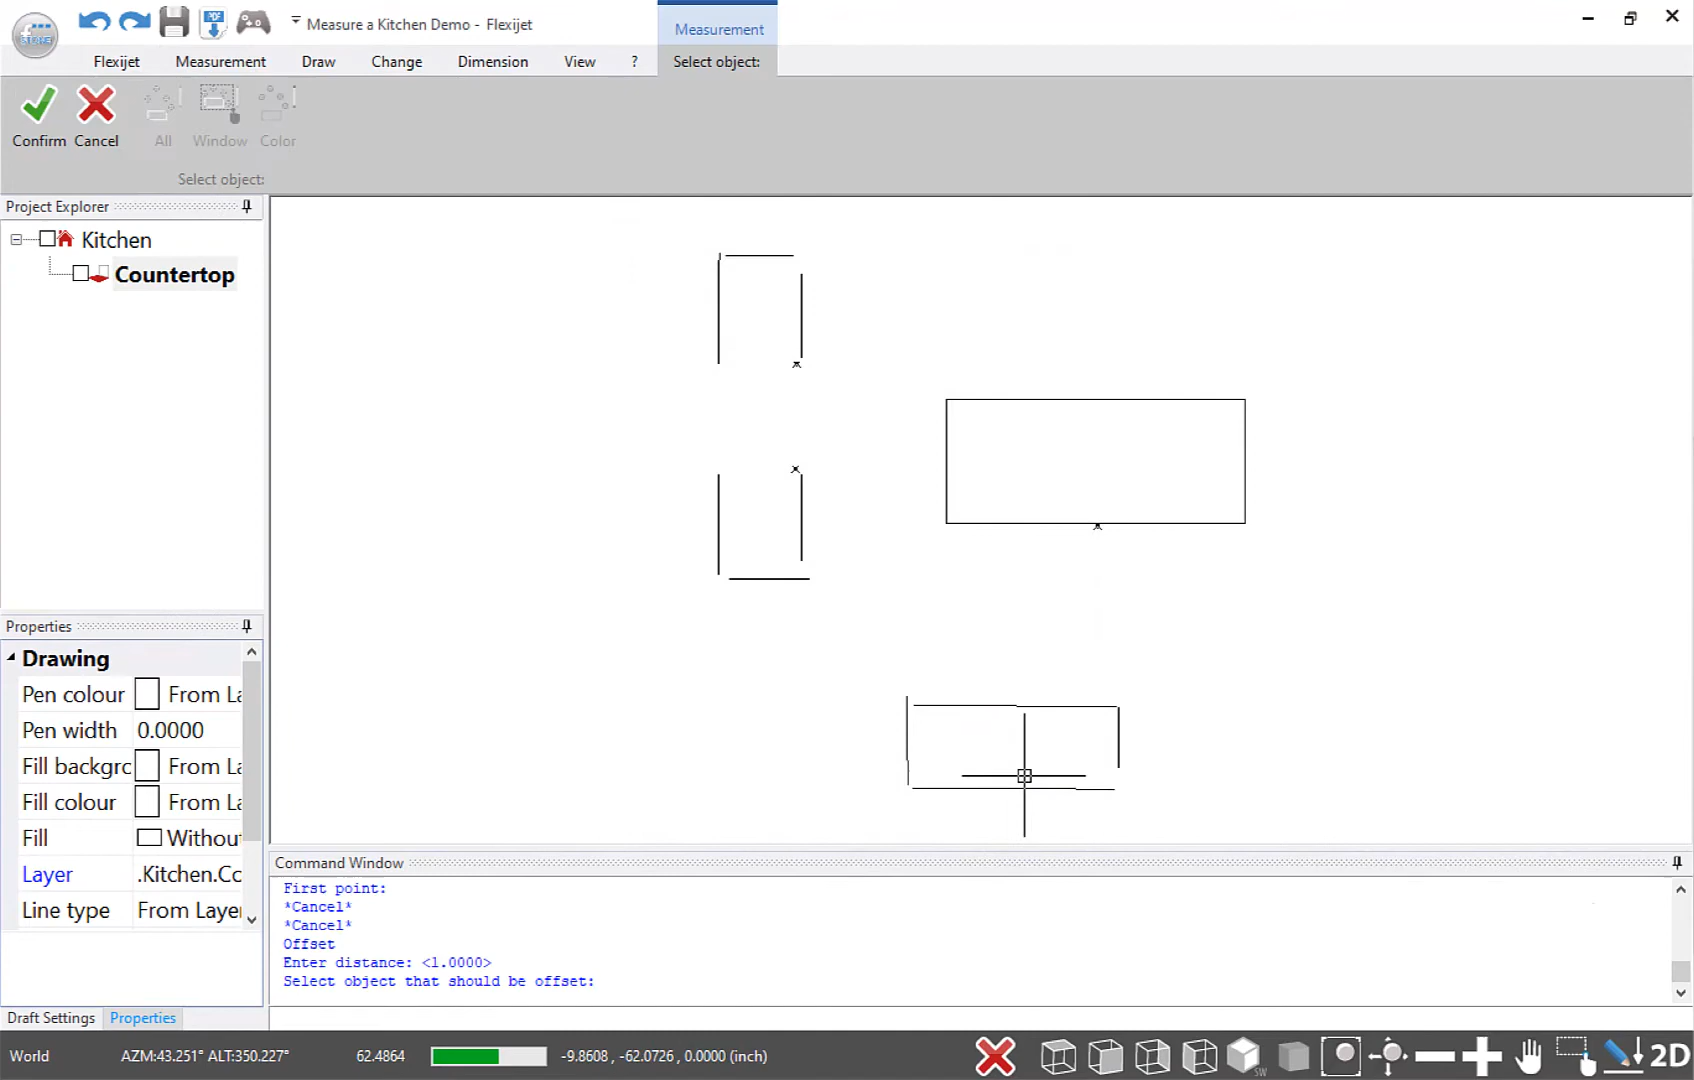 Measure a Kitchen Demo - Flexijet
Measurement
Flexijet Measurement Draw Change Dimension View ? Select object:
Confirm Cancel All Window Color
Select object:
Project Explorer
Kitchen
Countertop
Properties
Drawing
Pen colour From La
Pen width 0.0000
Fill backgrc From La
Fill colour From La
Fill Without
Layer .Kitchen.Cc
Line type From Layer
Draft Settings Properties
Command Window
First point:
*Cancel*
*Cancel*
Offset
Enter distance: <1.0000>
Select object that should be offset:
World AZM:43.251° ALT:350.227° 62.4864 -9.8608 , -62.0726 , 0.0000 (inch) SW 2D